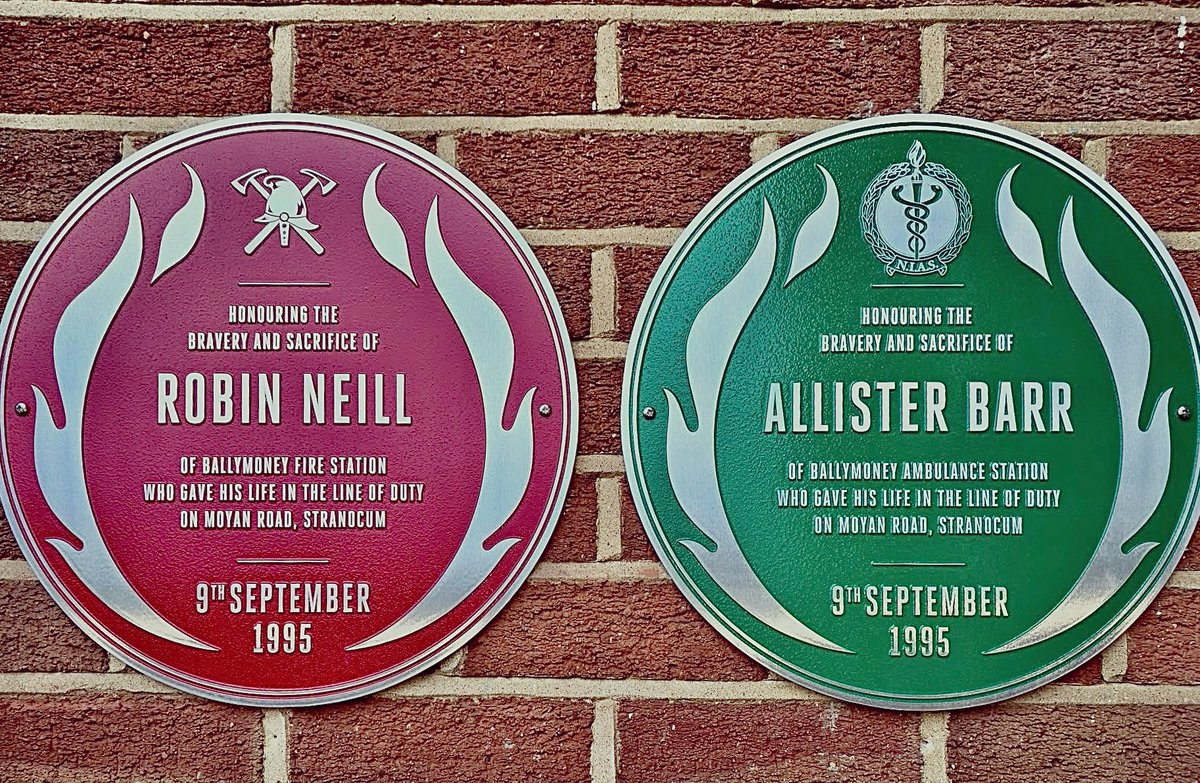 HONOURING THE
BRAVERY AND SACRIFICE OF
ROBIN NEILL
OF BALLYMONEY FIRE STATION
WHO GAVE HIS LIFE IN THE LINE OF DUTY
ON MOYAN ROAD, STRANOCUM
9TH SEPTEMBER
1995
N.I.A.S.
HONOURING THE
BRAVERY AND SACRIFICE OF
ALLISTER BARR
OF BALLYMONEY AMBULANCE STATION
WHO GAVE HIS LIFE IN THE LINE OF DUTY
ON MOYAN ROAD, STRANOCUM
9TH SEPTEMBER
1995